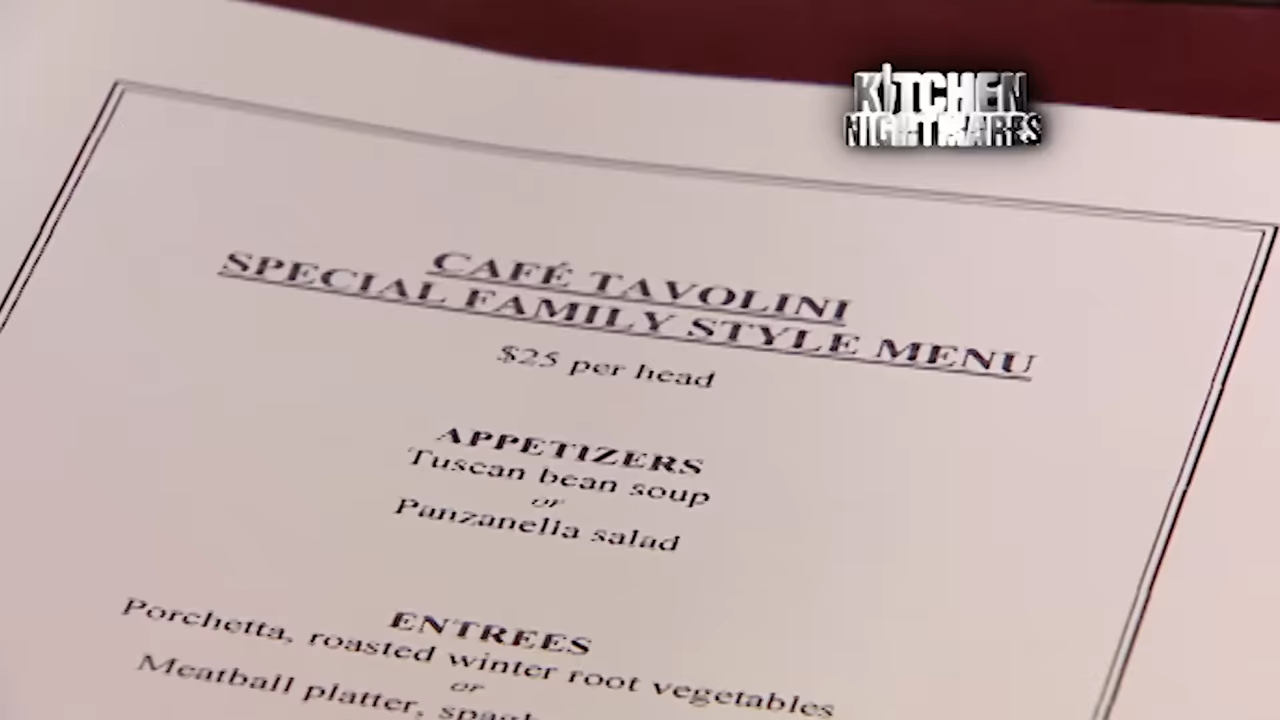 KITCHEN
NIGHTMARES
CAFÉ TAVOLINI
SPECIAL FAMILY STYLE MENU
$25 per head
APPETIZERS
Tuscan bean soup
or
Panzanella salad
ENTREES
Porchetta, roasted winter root vegetables
or
Meatball platter,